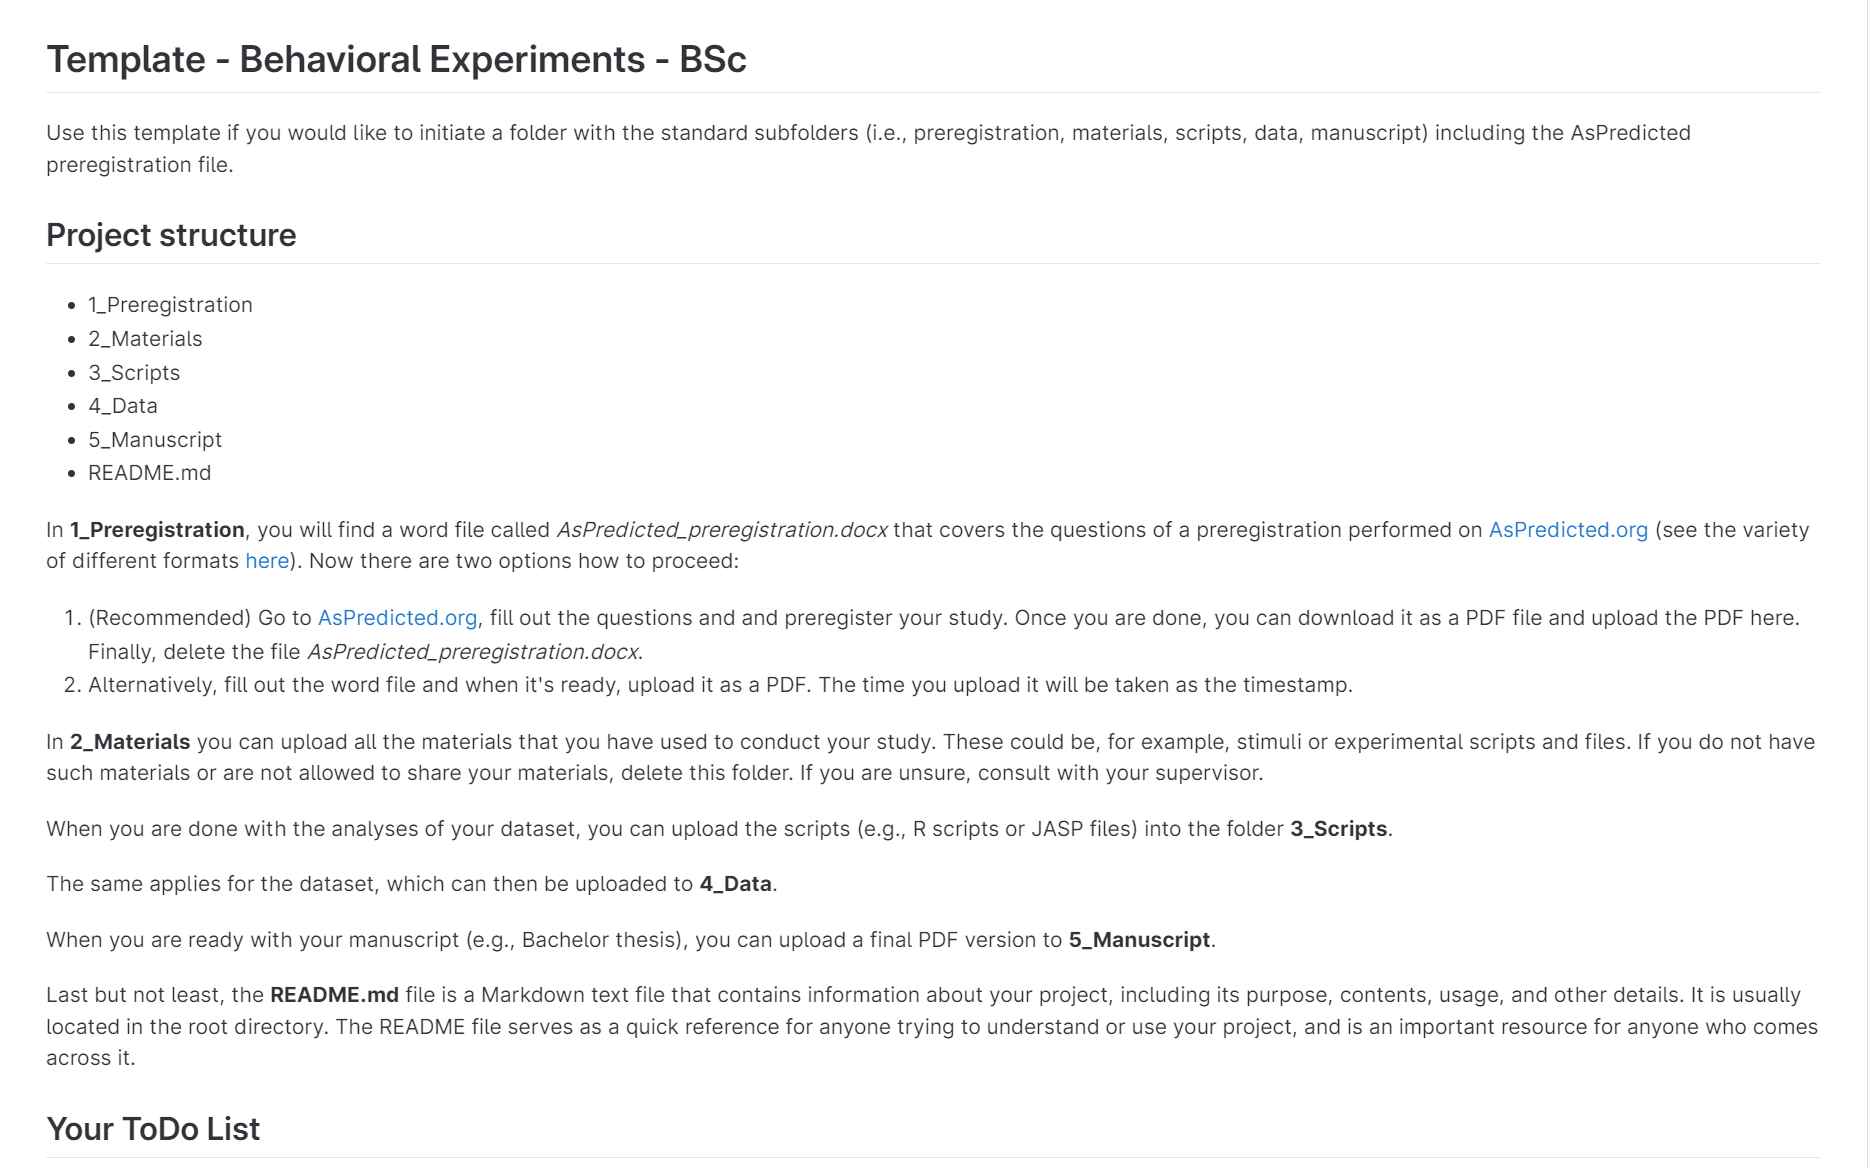 Template - Behavioral Experiments - BSc
Use this template if you would like to initiate a folder with the standard subfolders (i.e., preregistration, materials, scripts, data, manuscript) including the AsPredicted
preregistration file.
Project structure
• 1_Preregistration
• 2_Materials
• 3_Scripts
• 4_Data
• 5_Manuscript
• README.md
In 1_Preregistration, you will find a word file called AsPredicted_preregistration.docx that covers the questions of a preregistration performed on AsPredicted.org (see the variety
of different formats here). Now there are two options how to proceed:
1. (Recommended) Go to AsPredicted.org, fill out the questions and and preregister your study. Once you are done, you can download it as a PDF file and upload the PDF here.
Finally, delete the file AsPredicted_preregistration.docx.
2. Alternatively, fill out the word file and when it's ready, upload it as a PDF. The time you upload it will be taken as the timestamp.
In 2_Materials you can upload all the materials that you have used to conduct your study. These could be, for example, stimuli or experimental scripts and files. If you do not have
such materials or are not allowed to share your materials, delete this folder. If you are unsure, consult with your supervisor.
When you are done with the analyses of your dataset, you can upload the scripts (e.g., R scripts or JASP files) into the folder 3_Scripts.
The same applies for the dataset, which can then be uploaded to 4_Data.
When you are ready with your manuscript (e.g., Bachelor thesis), you can upload a final PDF version to 5_Manuscript.
Last but not least, the README.md file is a Markdown text file that contains information about your project, including its purpose, contents, usage, and other details. It is usually
located in the root directory. The README file serves as a quick reference for anyone trying to understand or use your project, and is an important resource for anyone who comes
across it.
Your ToDo List